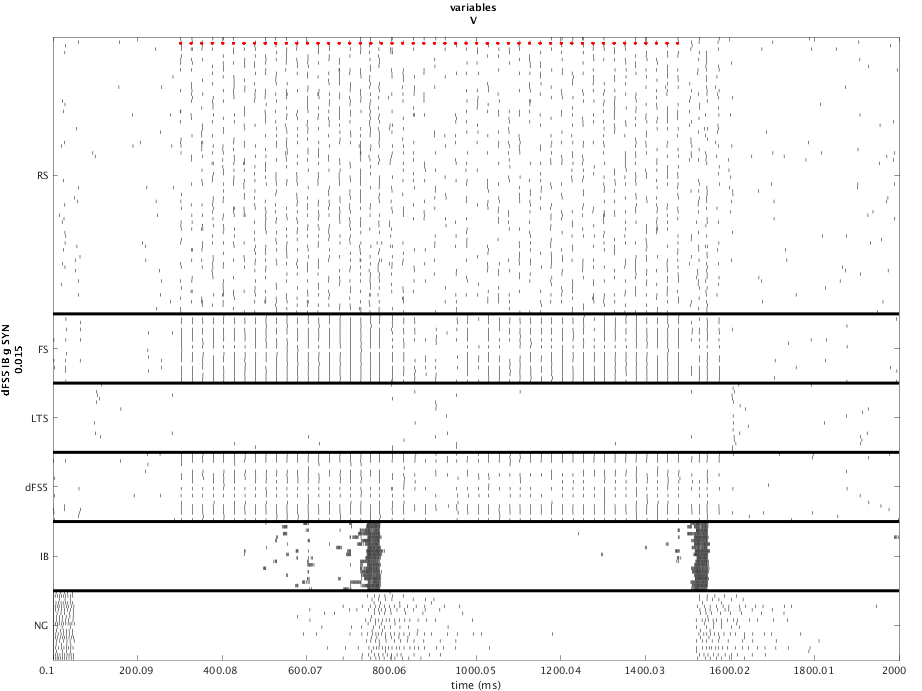 variables
V
RS
FS
LTS
dFS5
IB
NG
dFS5 IB g SYN
0.015
0.1 200.09 400.08 600.07 800.06 1000.05 1200.04 1400.03 1600.02 1800.01 2000
time (ms)